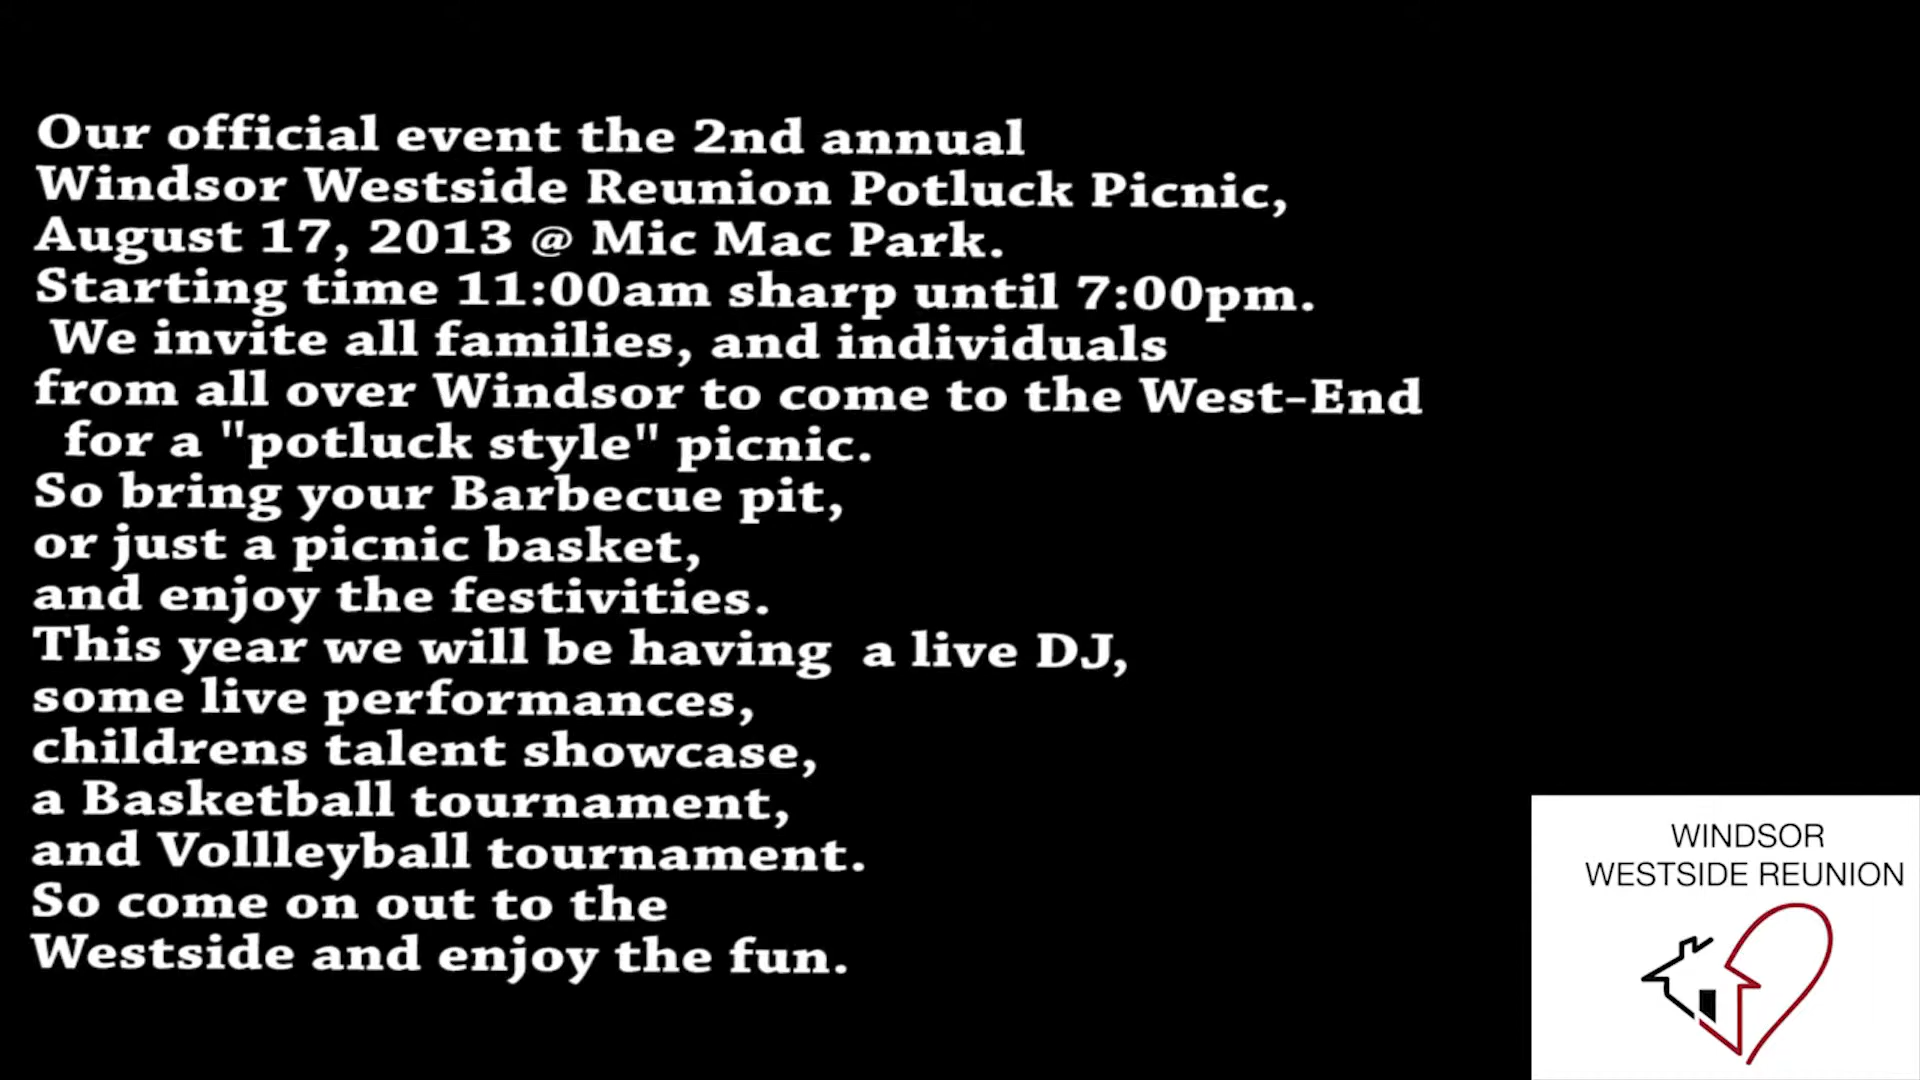 Our official event the 2nd annual
Windsor Westside Reunion Potluck Picnic,
August 17, 2013 @ Mic Mac Park.
Starting time 11:00am sharp until 7:00pm.
We invite all families, and individuals
from all over Windsor to come to the West-End
for a "potluck style" picnic.
So bring your Barbecue pit,
or just a picnic basket,
and enjoy the festivities.
This year we will be having  a live DJ,
some live performances,
childrens talent showcase,
a Basketball tournament,
and Vollleyball tournament.
So come on out to the
Westside and enjoy the fun.
WINDSOR
WESTSIDE REUNION